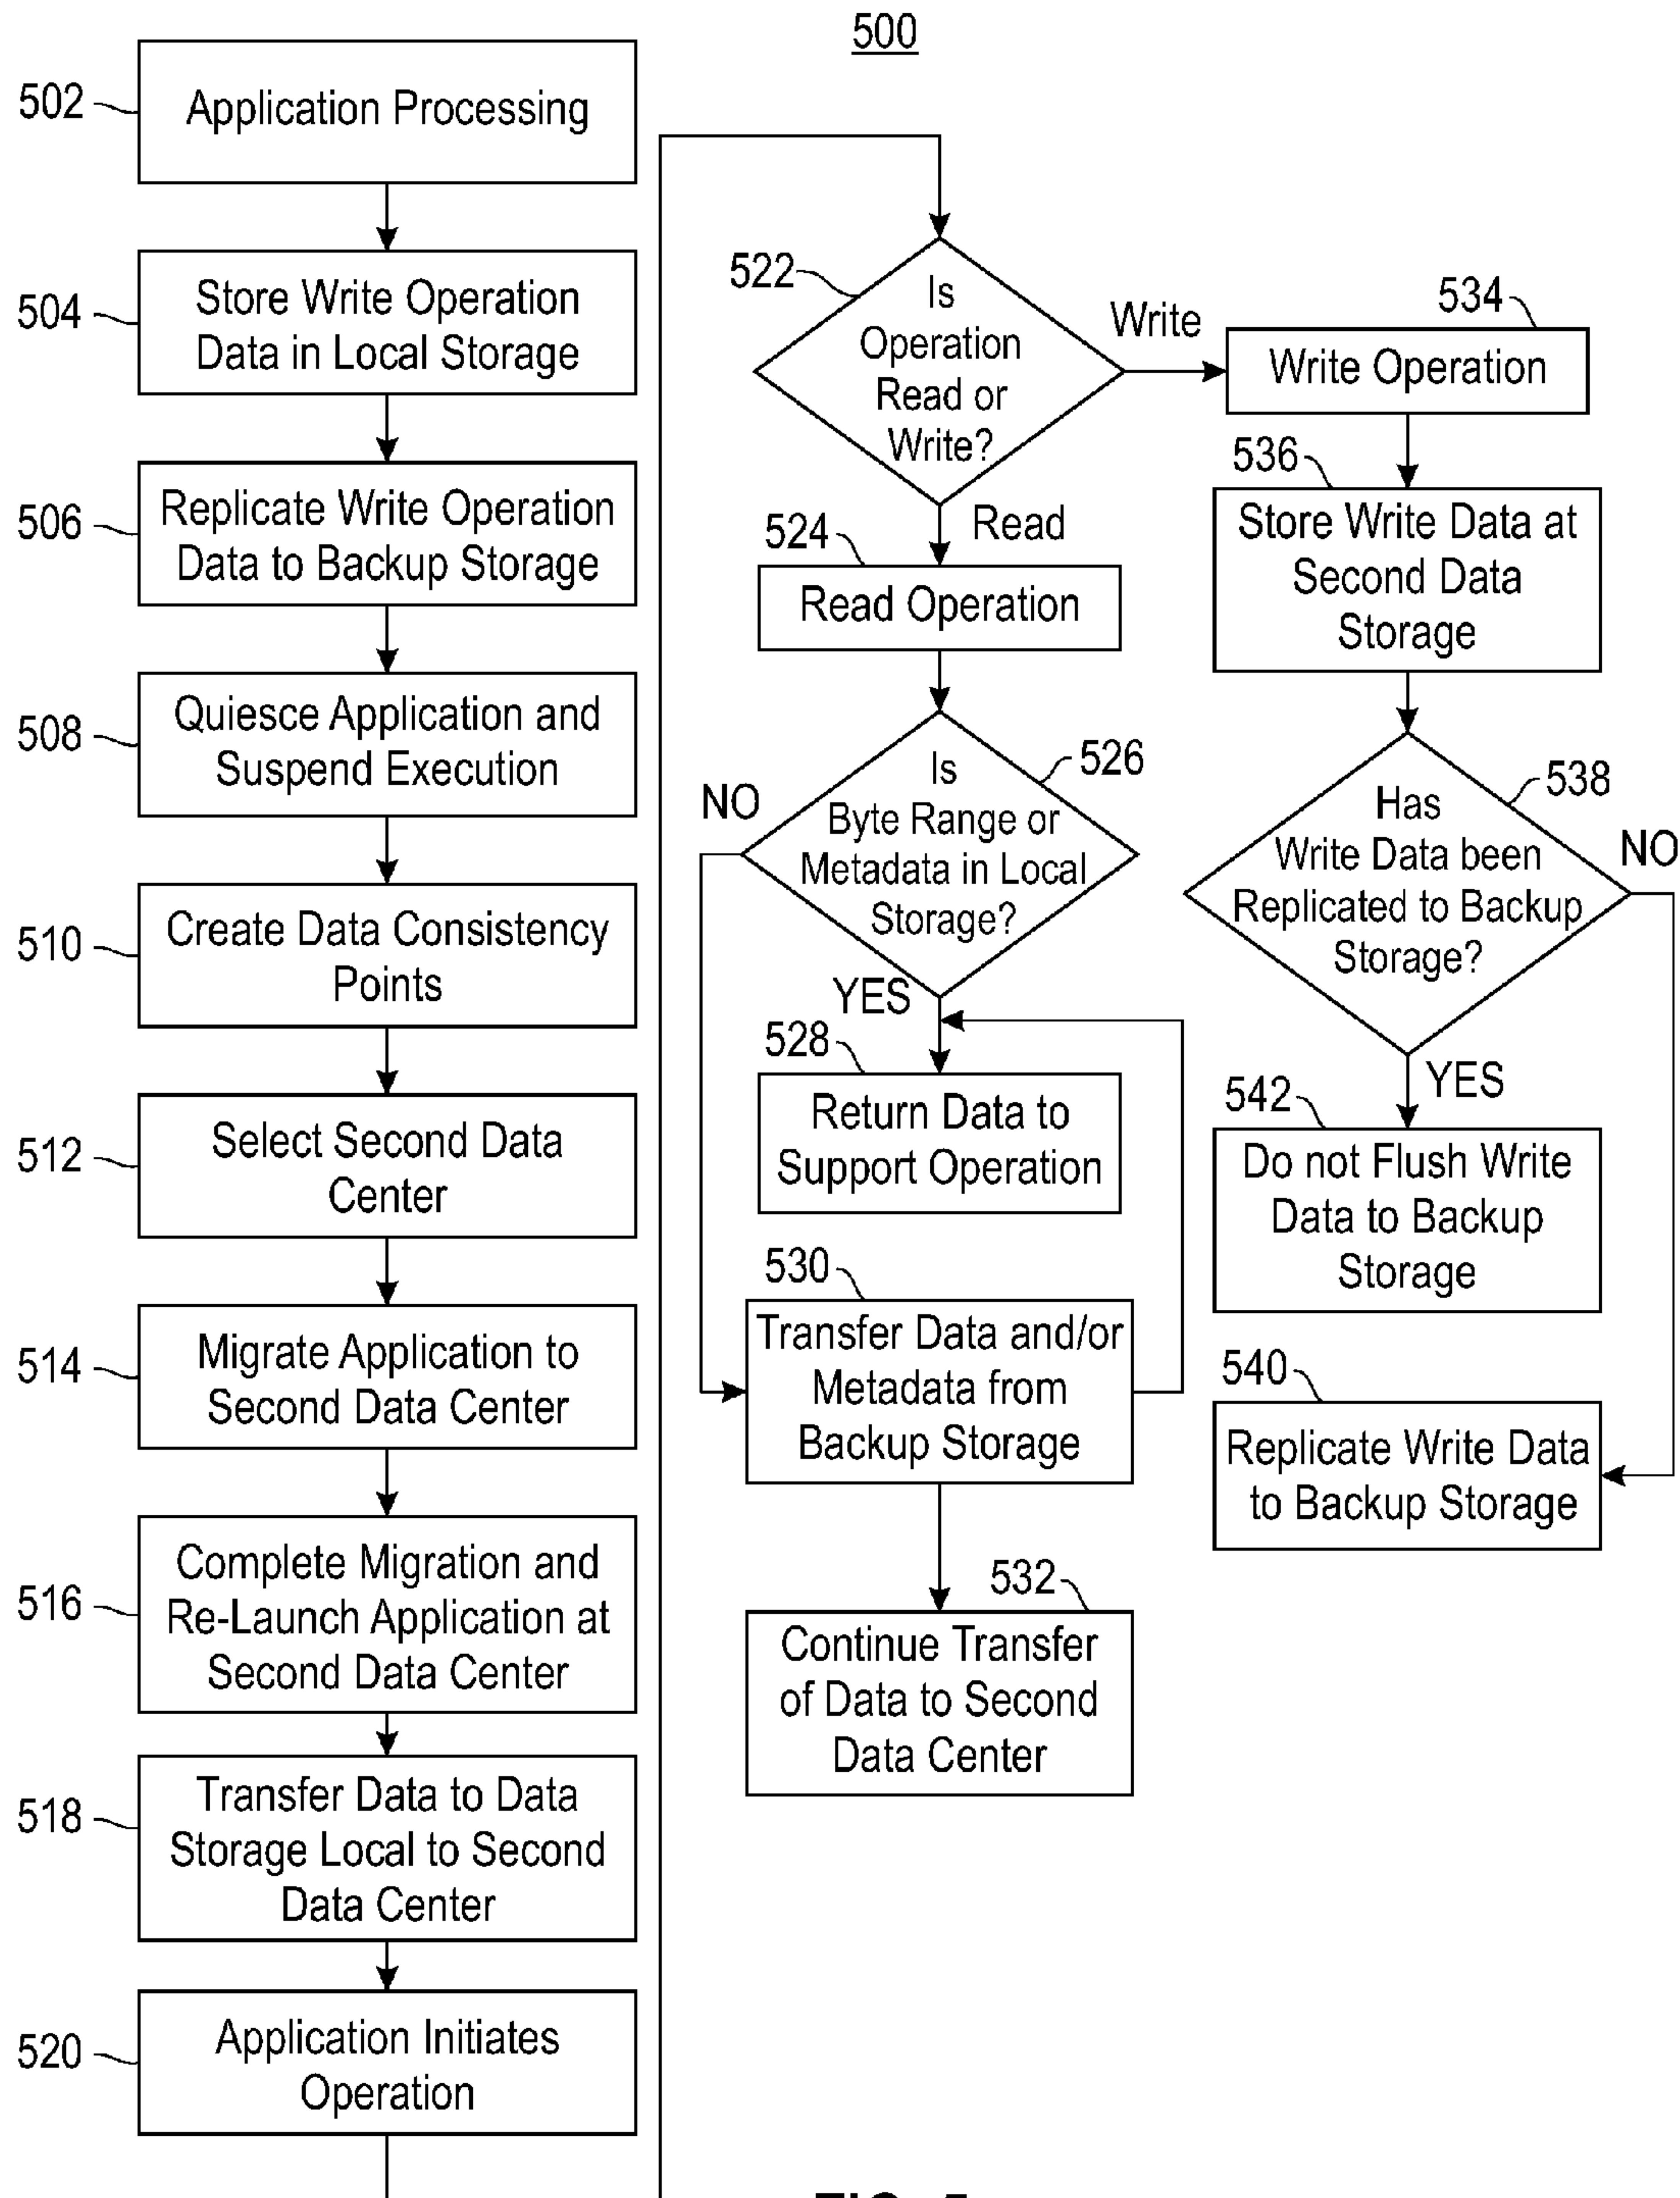 500
502
Application Processing
504
Store Write Operation
Data in Local Storage
506
Replicate Write Operation
Data to Backup Storage
508
Quiesce Application and
Suspend Execution
510
Create Data Consistency
Points
512
Select Second Data
Center
514
Migrate Application to
Second Data Center
516
Complete Migration and
Re-Launch Application at
Second Data Center
518
Transfer Data to Data
Storage Local to Second
Data Center
520
Application Initiates
Operation
522
Is
Operation
Read or
Write?
Write
Read
524
Read Operation
526
Is
Byte Range or
Metadata in Local
Storage?
NO
YES
528
Return Data to
Support Operation
530
Transfer Data and/or
Metadata from
Backup Storage
532
Continue Transfer
of Data to Second
Data Center
534
Write Operation
536
Store Write Data at
Second Data
Storage
538
Has
Write Data been
Replicated to Backup
Storage?
NO
YES
542
Do not Flush Write
Data to Backup
Storage
540
Replicate Write Data
to Backup Storage